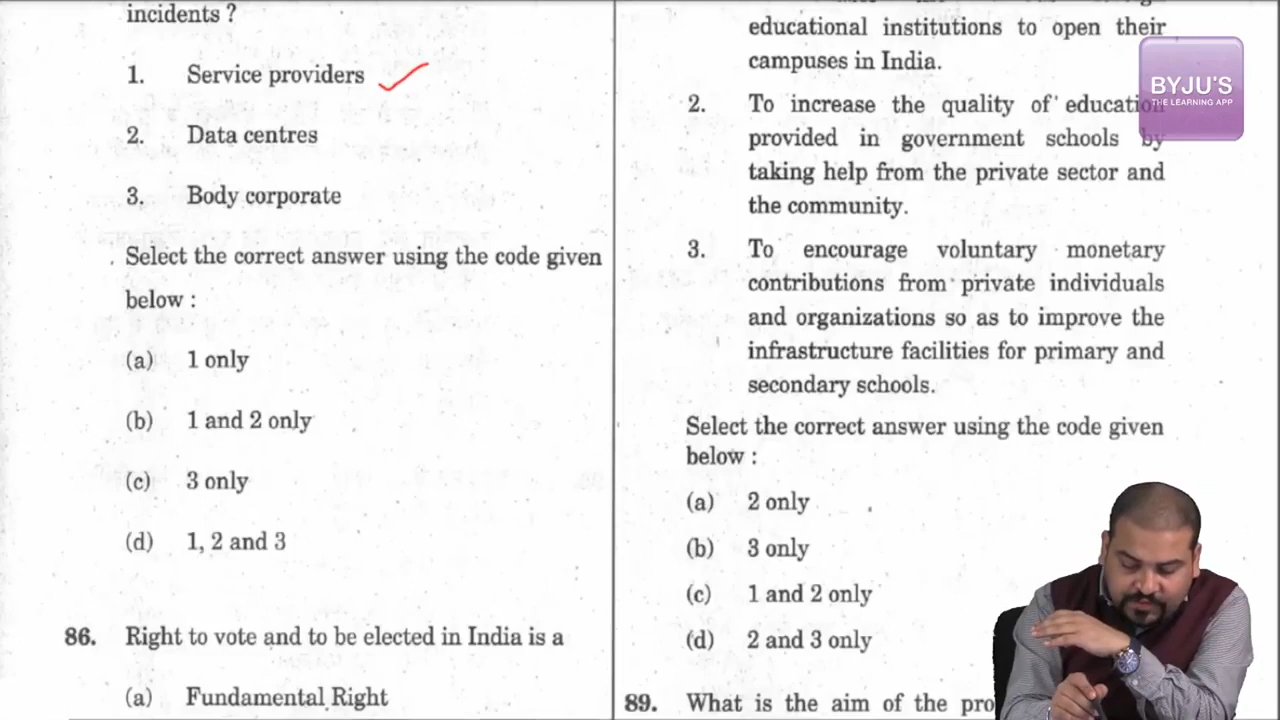 incidents ?
1. Service providers
2. Data centres
3. Body corporate
Select the correct answer using the code given
below :
(a) 1 only
(b) 1 and 2 only
(c) 3 only
(d) 1, 2 and 3
86. Right to vote and to be elected in India is a
(a) Fundamental Right
educational institutions to open their
campuses in India.
2. To increase the quality of education
provided in government schools by
taking help from the private sector and
the community.
3. To encourage voluntary monetary
contributions from private individuals
and organizations so as to improve the
infrastructure facilities for primary and
secondary schools.
Select the correct answer using the code given
below :
(a) 2 only
(b) 3 only
(c) 1 and 2 only
(d) 2 and 3 only
89. What is the aim of the
BYJU'S
THE LEARNING APP